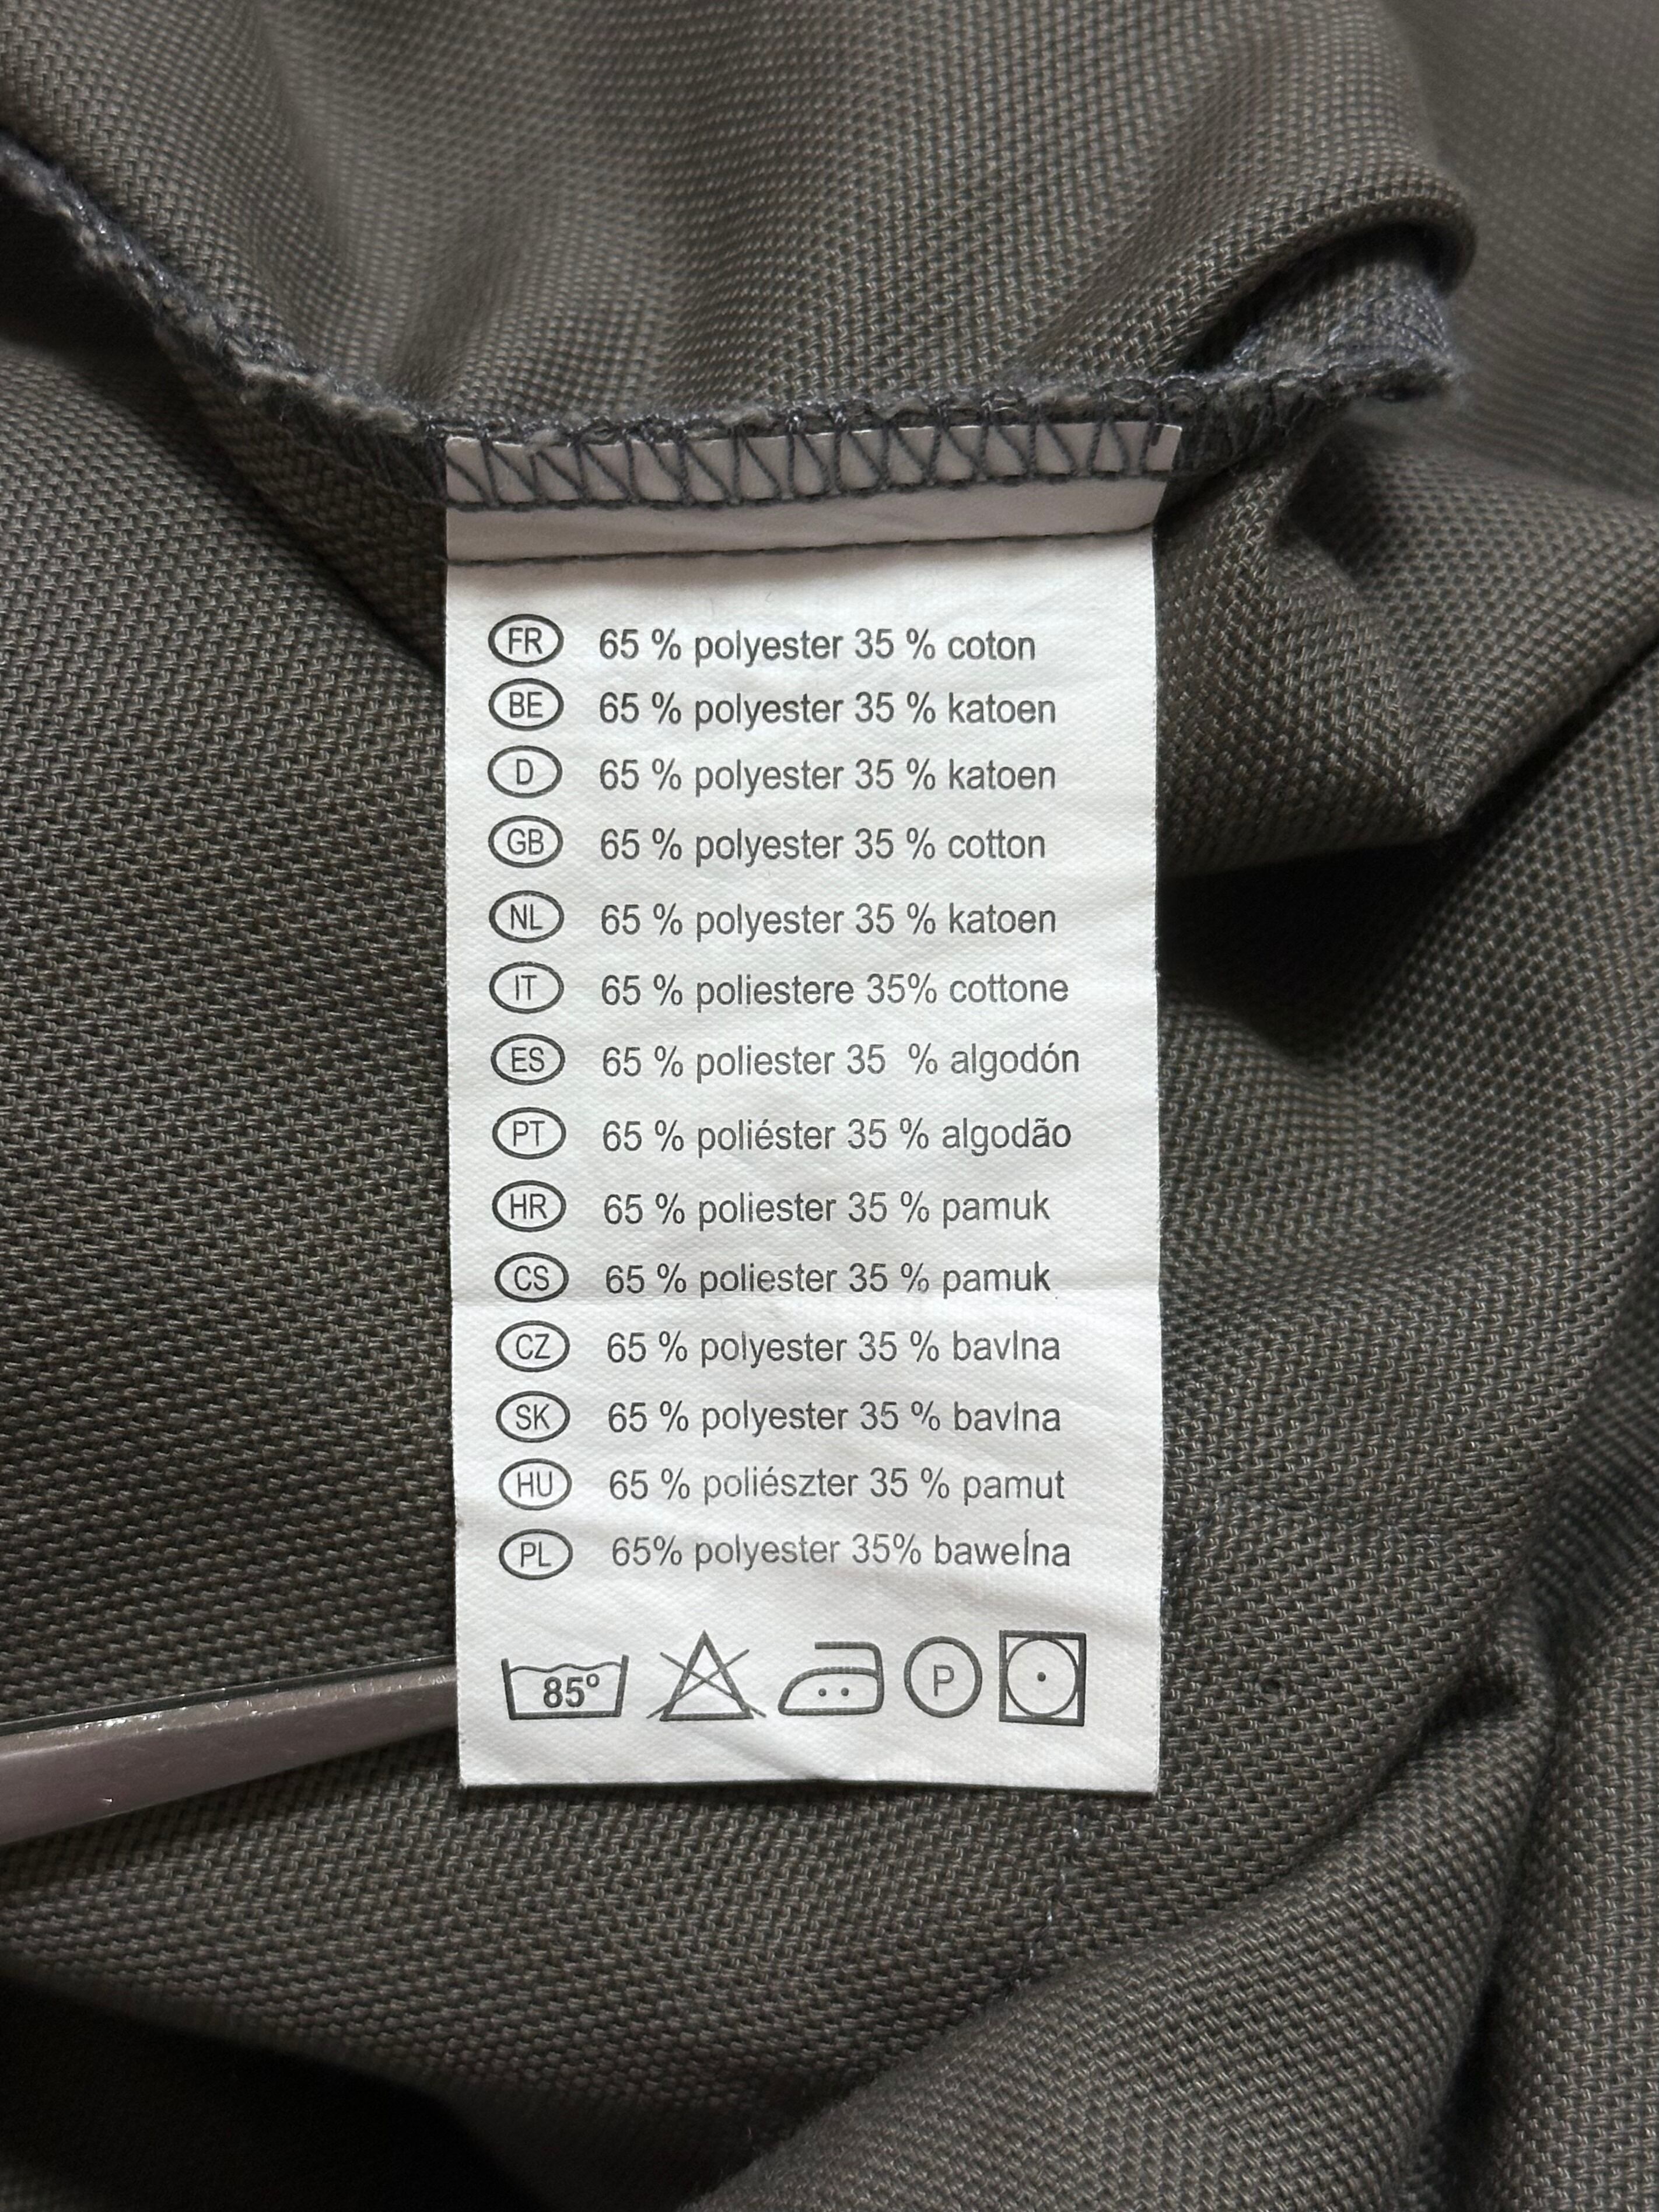 FR 65 % polyester 35 % coton
BE 65 % polyester 35 % katoen
D 65 % polyester 35 % katoen
GB 65 % polyester 35 % cotton
NL 65 % polyester 35 % katoen
IT 65 % poliestere 35% cottone
ES 65 % poliester 35  % algodón
PT 65 % poliéster 35 % algodão
HR 65 % poliester 35 % pamuk
CS 65 % poliester 35 % pamuk
CZ 65 % polyester 35 % bavlna
SK 65 % polyester 35 % bavlna
HU 65 % poliészter 35 % pamut
PL 65% polyester 35% baweĺna
85º P